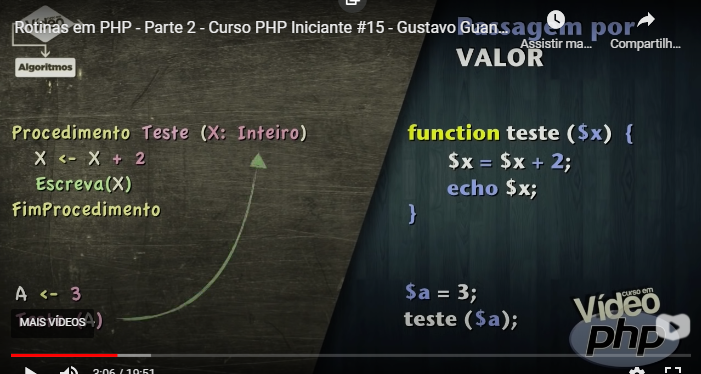 Rotinas em PHP - Parte 2 - Curso PHP Iniciante #15 - Gustavo Guan...
Assistir ma...
Compartilh...
Algoritmos
Passagem por
VALOR
Procedimento Teste (X: Inteiro)
X <- X + 2
Escreva(X)
FimProcedimento
A <- 3
(A)
function teste ($x) {
$x = $x + 2;
echo $x;
}
$a = 3;
teste ($a);
MAIS VÍDEOS
curso em
Vídeo
php
3:06 / 19:51